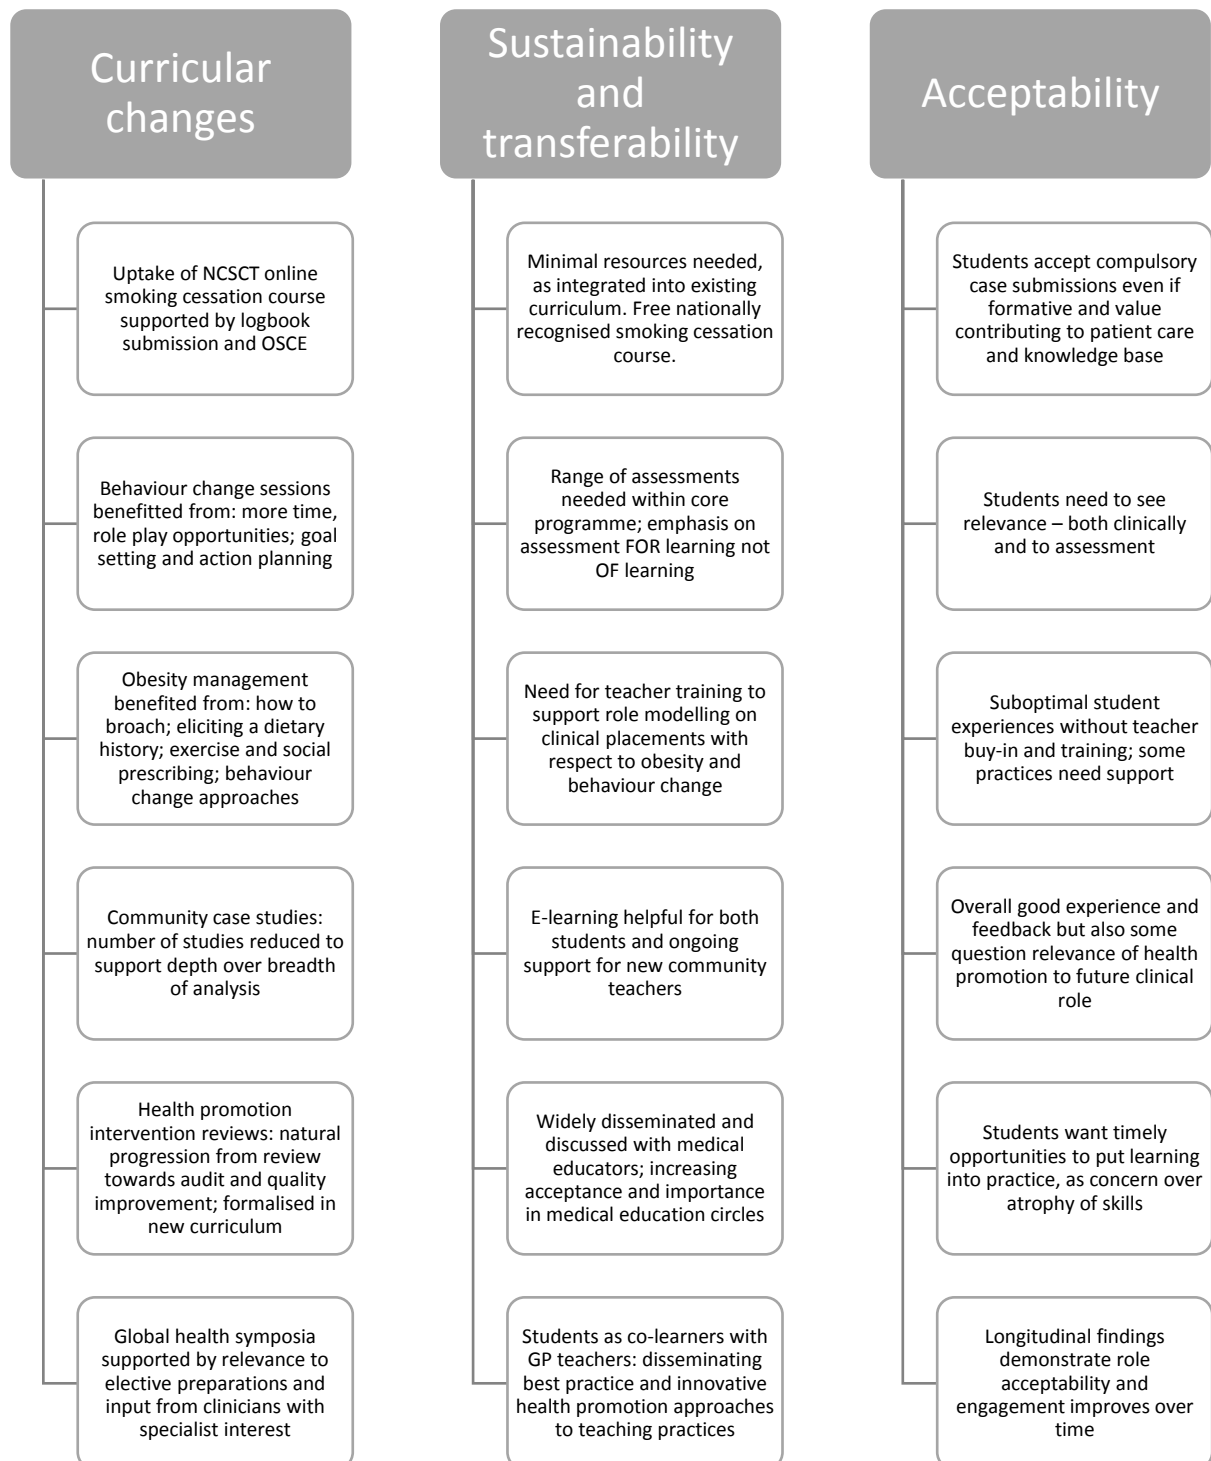 Curricular
changes
Uptake of NCSCT online
smoking cessation course
supported by logbook
submission and OSCE
Behaviour change sessions
benefitted from: more time,
role play opportunities; goal
setting and action planning
Obesity management
benefited from: how to
broach; eliciting a dietary
history; exercise and social
prescribing; behaviour
change approaches
Community case studies:
number of studies reduced to
support depth over breadth
of analysis
Health promotion
intervention reviews: natural
progression from review
towards audit and quality
improvement; formalised in
new curriculum
Global health symposia
supported by relevance to
elective preparations and
input from clinicians with
specialist interest
Sustainability
and
transferability
Minimal resources needed,
as integrated into existing
curriculum. Free nationally
recognised smoking cessation
course.
Range of assessments
needed within core
programme; emphasis on
assessment FOR learning not
OF learning
Need for teacher training to
support role modelling on
clinical placements with
respect to obesity and
behaviour change
E-learning helpful for both
students and ongoing
support for new community
teachers
Widely disseminated and
discussed with medical
educators; increasing
acceptance and importance
in medical education circles
Students as co-learners with
GP teachers: disseminating
best practice and innovative
health promotion approaches
to teaching practices
Acceptability
Students accept compulsory
case submissions even if
formative and value
contributing to patient care
and knowledge base
Students need to see
relevance – both clinically
and to assessment
Suboptimal student
experiences without teacher
buy-in and training; some
practices need support
Overall good experience and
feedback but also some
question relevance of health
promotion to future clinical
role
Students want timely
opportunities to put learning
into practice, as concern over
atrophy of skills
Longitudinal findings
demonstrate role
acceptability and
engagement improves over
time